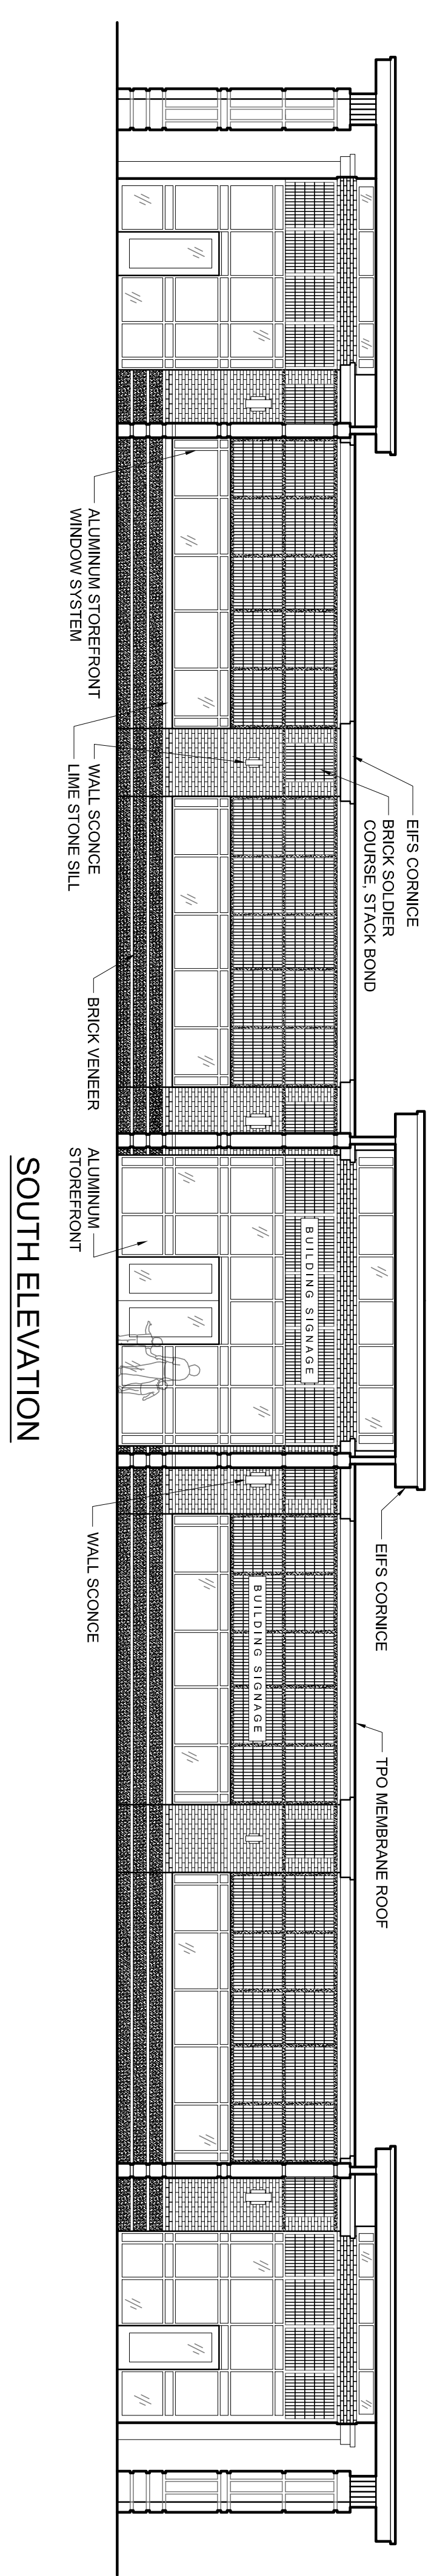 EIFS CORNICE
BRICK SOLDIER
COURSE, STACK BOND
EIFS CORNICE
TPO MEMBRANE ROOF
BUILDING SIGNAGE
BUILDING SIGNAGE
ALUMINUM STOREFRONT
WINDOW SYSTEM
WALL SCONCE
LIME STONE SILL
BRICK VENEER
ALUMINUM
STOREFRONT
WALL SCONCE
SOUTH ELEVATION